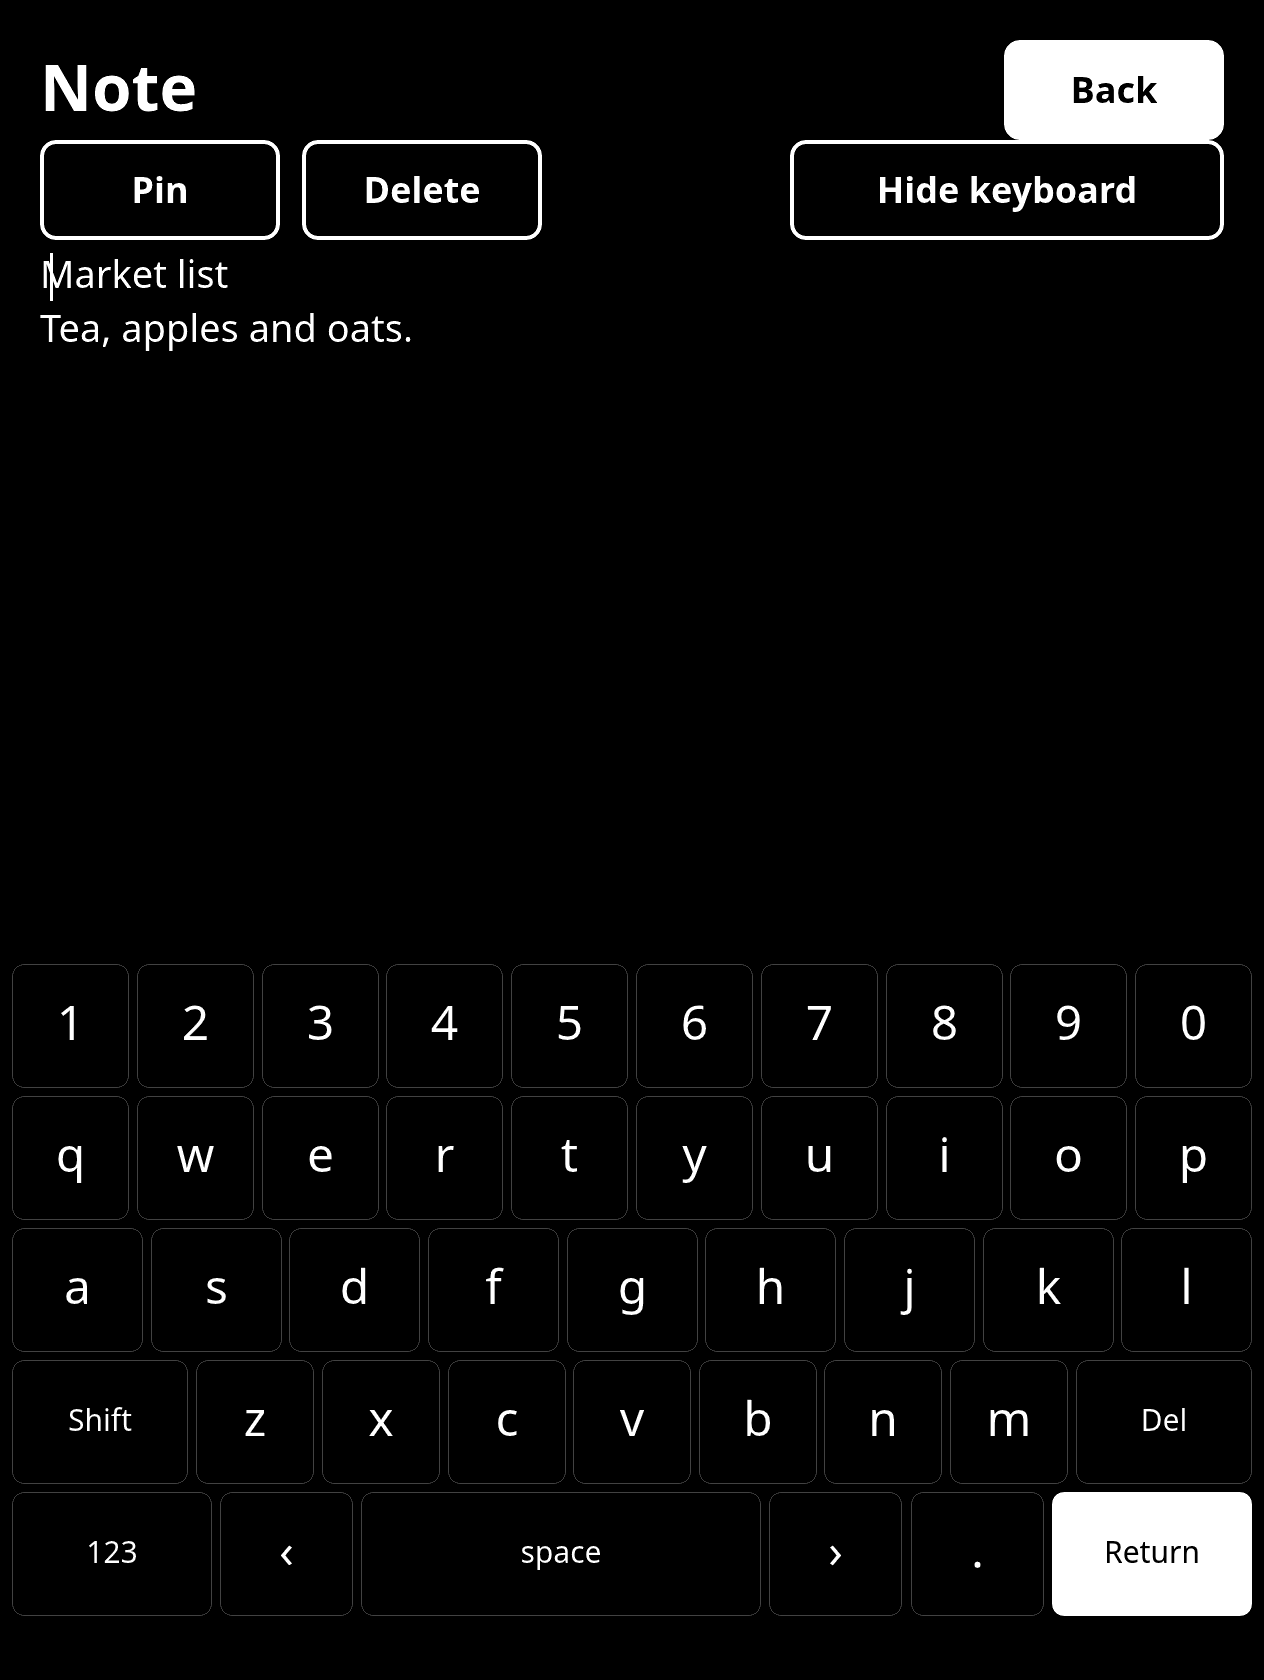 Note
Back
Pin Delete Hide keyboard
Market list
Tea, apples and oats.
1 2 3 4 5 6 7 8 9 0
q w e r t y u i o p
a s d f g h j k l
Shift z x c v b n m Del
123 ‹ space › . Return